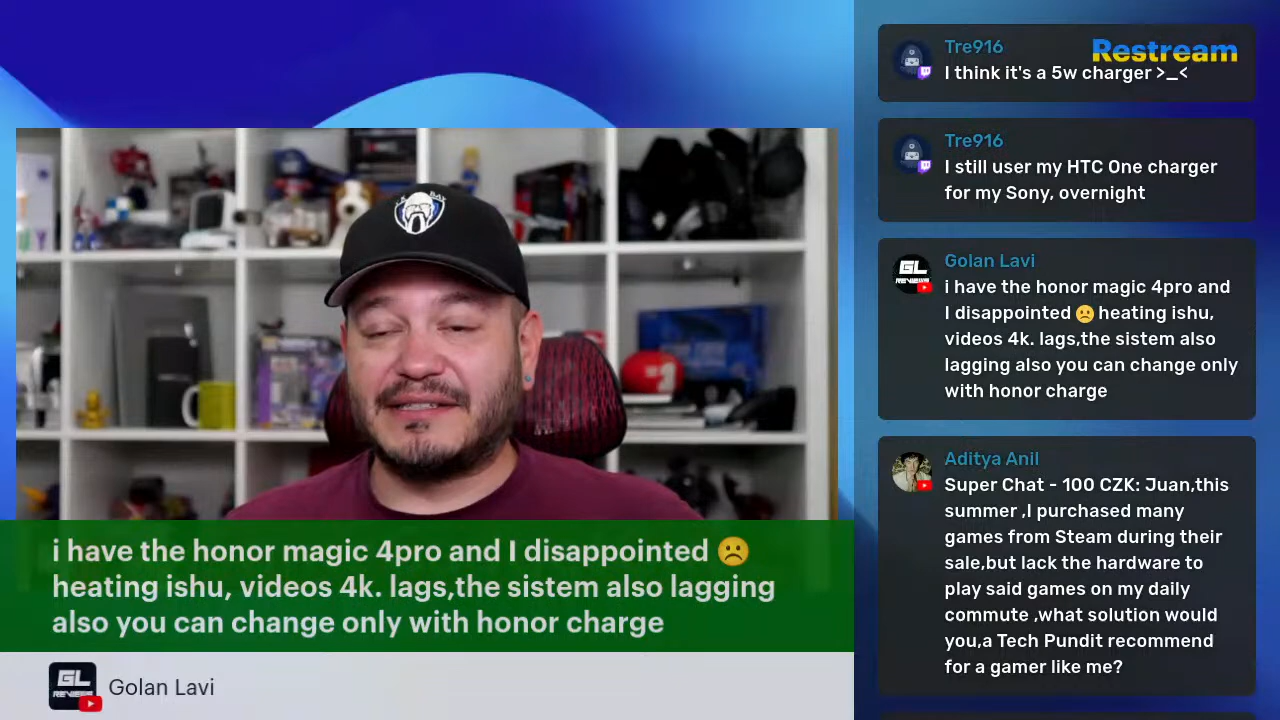 Restream
Tre916
I think it's a 5w charger >_<
Tre916
I still user my HTC One charger
for my Sony, overnight
GL
REVIEWS
Golan Lavi
i have the honor magic 4pro and
I disappointed ☹️ heating ishu,
videos 4k. lags,the sistem also
lagging also you can change only
with honor charge
Aditya Anil
Super Chat - 100 CZK: Juan,this
summer ,I purchased many
games from Steam during their
sale,but lack the hardware to
play said games on my daily
commute ,what solution would
you,a Tech Pundit recommend
for a gamer like me?
i have the honor magic 4pro and I disappointed ☹️
heating ishu, videos 4k. lags,the sistem also lagging
also you can change only with honor charge
GL
REVIEWS
Golan Lavi